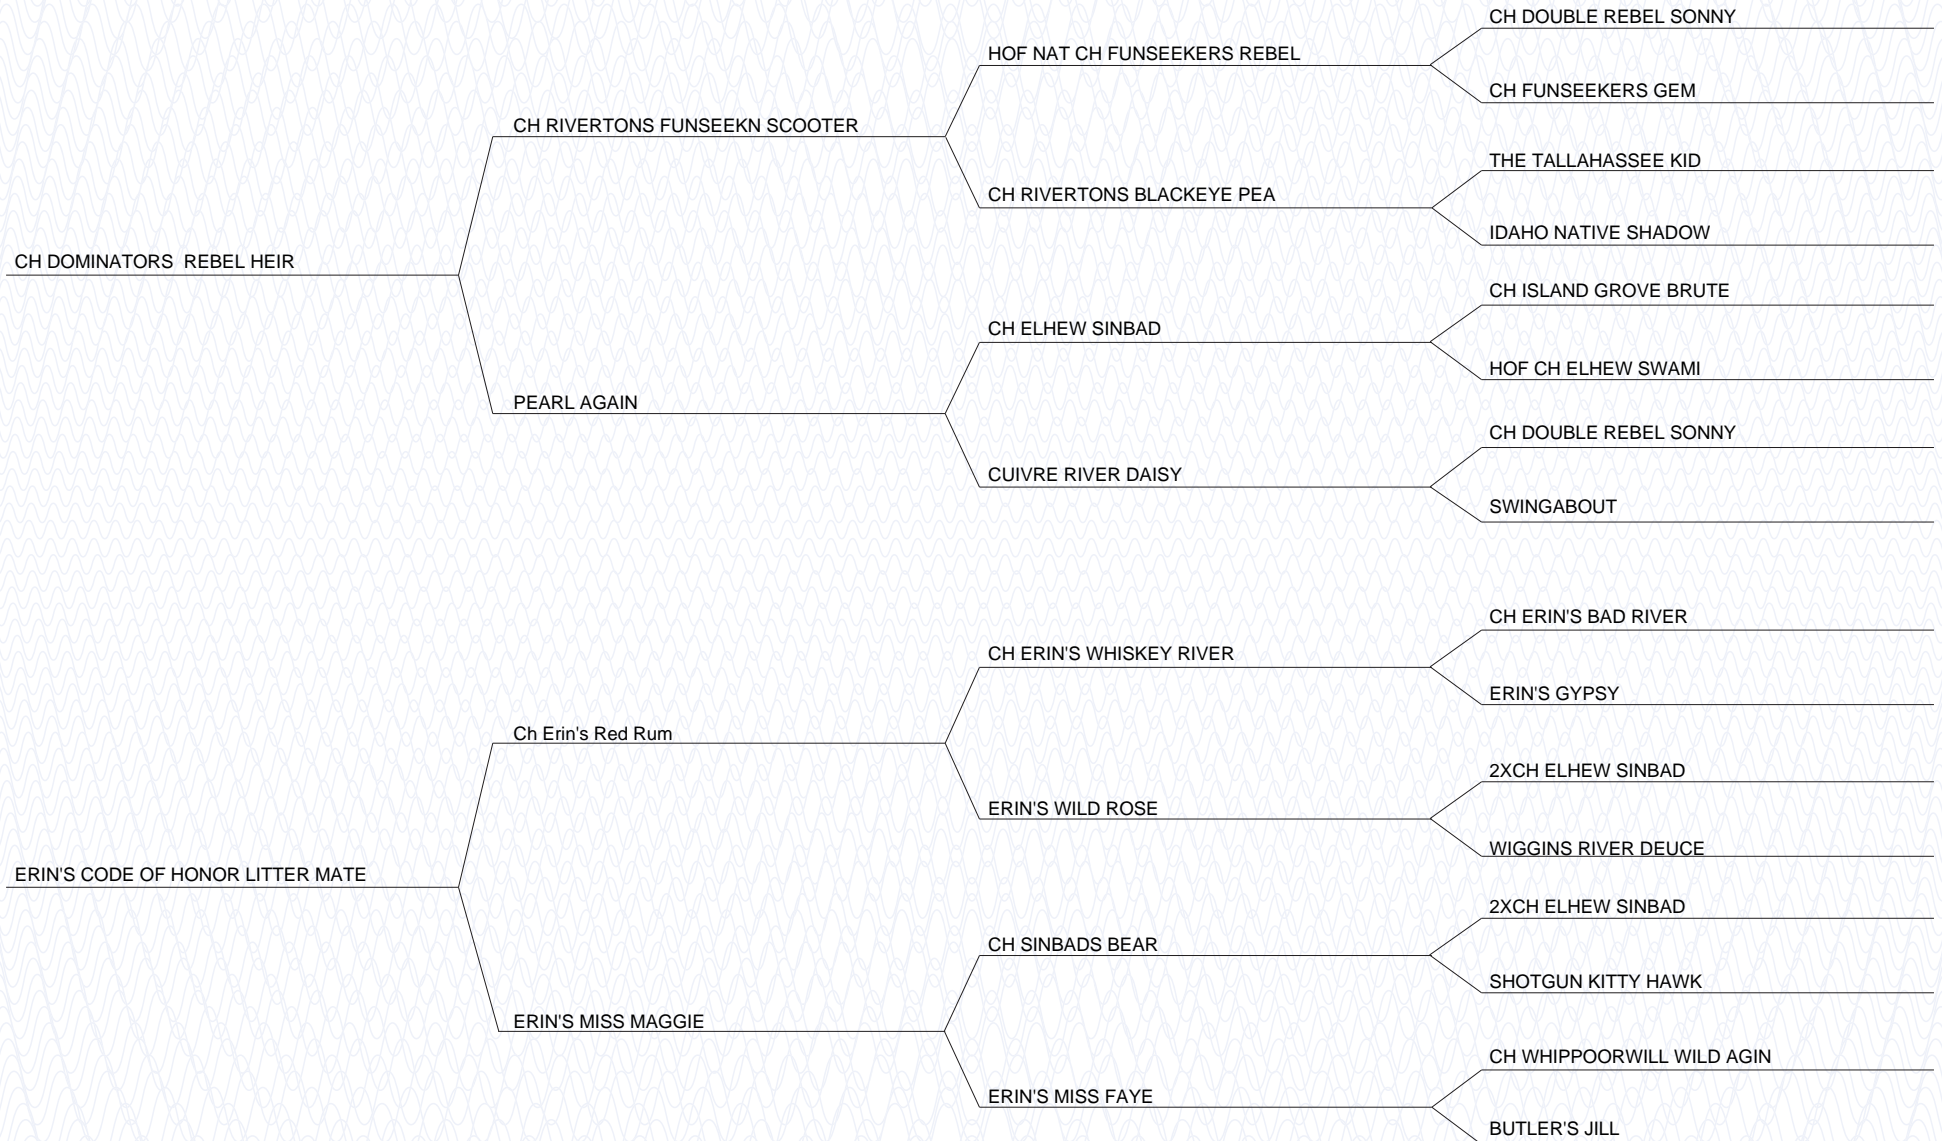 CH DOUBLE REBEL SONNY
HOF NAT CH FUNSEEKERS REBEL
CH FUNSEEKERS GEM
CH RIVERTONS FUNSEEKN SCOOTER
THE TALLAHASSEE KID
CH RIVERTONS BLACKEYE PEA
IDAHO NATIVE SHADOW
CH DOMINATORS  REBEL HEIR
CH ISLAND GROVE BRUTE
CH ELHEW SINBAD
HOF CH ELHEW SWAMI
PEARL AGAIN
CH DOUBLE REBEL SONNY
CUIVRE RIVER DAISY
SWINGABOUT
CH ERIN'S BAD RIVER
CH ERIN'S WHISKEY RIVER
ERIN'S GYPSY
Ch Erin's Red Rum
2XCH ELHEW SINBAD
ERIN'S WILD ROSE
WIGGINS RIVER DEUCE
ERIN'S CODE OF HONOR LITTER MATE
2XCH ELHEW SINBAD
CH SINBADS BEAR
SHOTGUN KITTY HAWK
ERIN'S MISS MAGGIE
CH WHIPPOORWILL WILD AGIN
ERIN'S MISS FAYE
BUTLER'S JILL